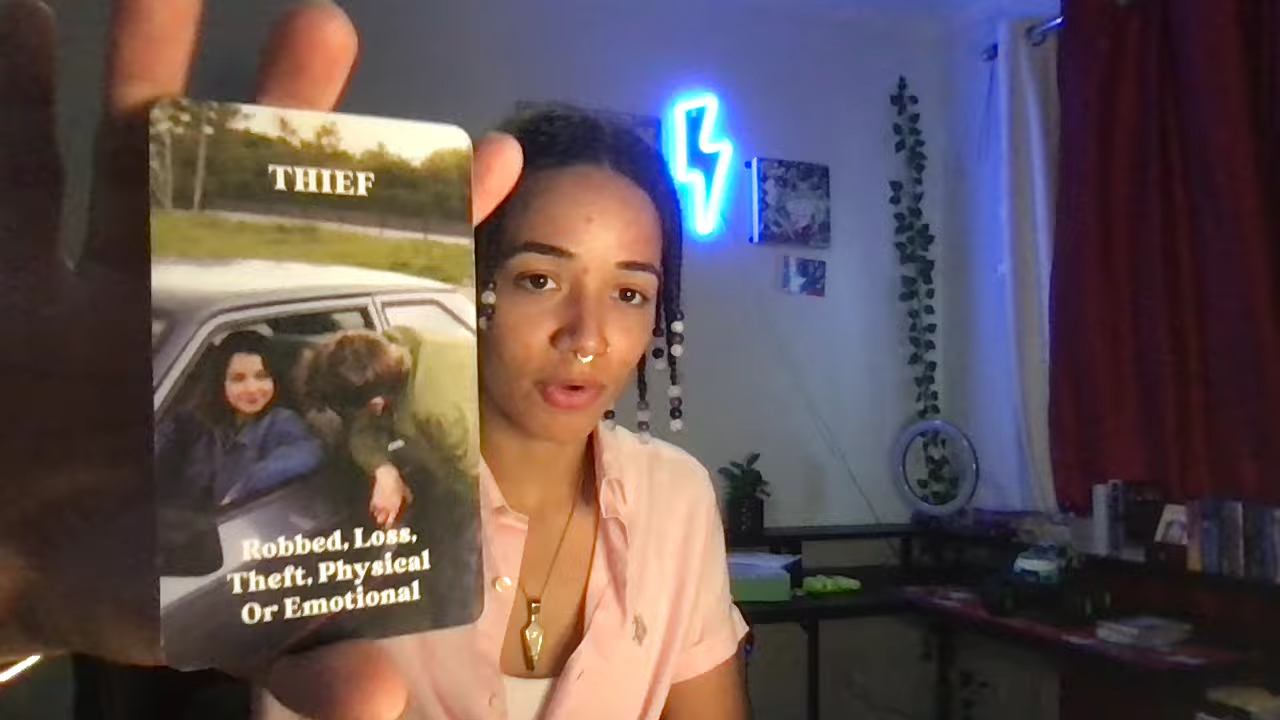 THIEF
Robbed, Loss,
Theft, Physical
Or Emotional